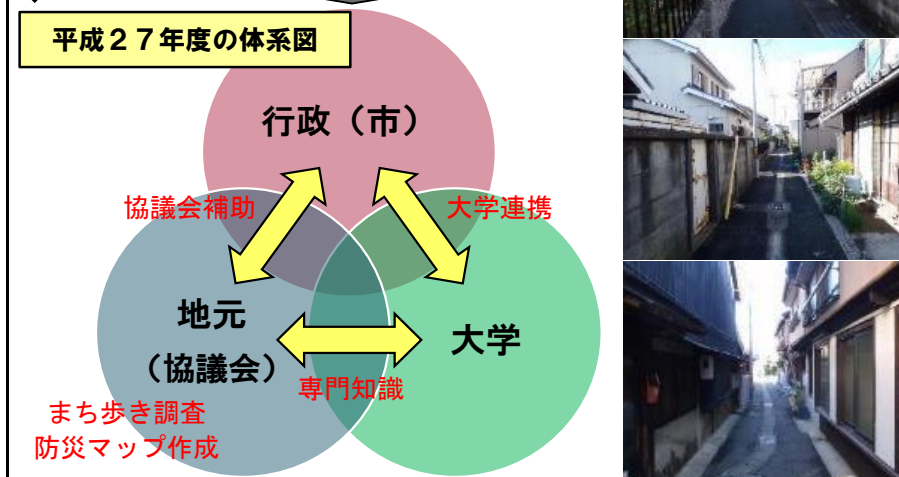 平成２７年度の体系図
行政（市）
協議会補助
大学連携
地元
（協議会）
大学
専門知識
まち歩き調査
防災マップ作成